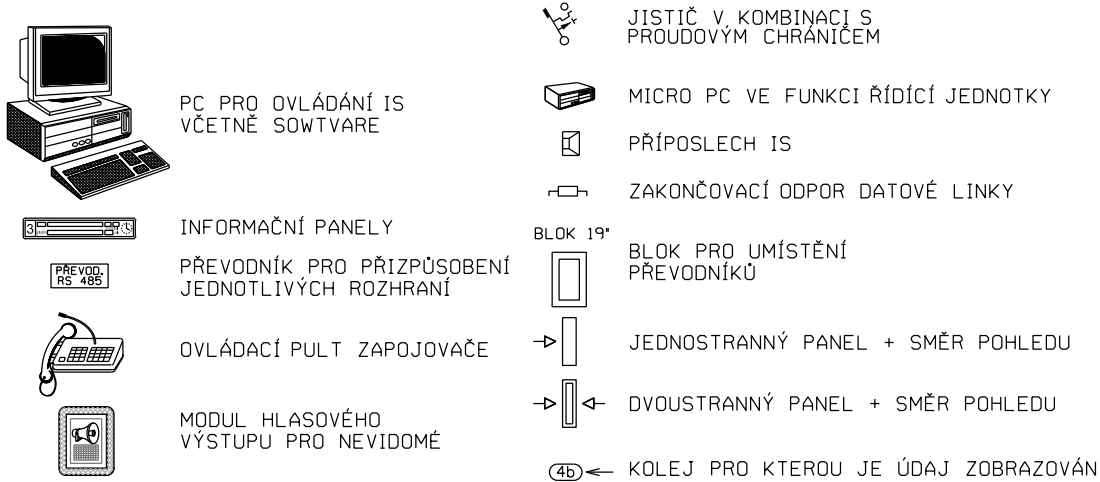 PC PRO OVLÁDÁNÍ IS
VČETNĚ SOWTVARE
3
INFORMAČNÍ PANELY
PŘEVOD.
RS 485
PŘEVODNÍK PRO PŘIZPŮSOBENÍ
JEDNOTLIVÝCH ROZHRANÍ
OVLÁDACÍ PULT ZAPOJOVAČE
MODUL HLASOVÉHO
VÝSTUPU PRO NEVIDOMÉ
JISTIČ V KOMBINACI S
PROUDOVÝM CHRÁNIČEM
MICRO PC VE FUNKCI ŘÍDÍCÍ JEDNOTKY
PŘÍPOSLECH IS
ZAKONČOVACÍ ODPOR DATOVÉ LINKY
BLOK 19"
BLOK PRO UMÍSTĚNÍ
PŘEVODNÍKŮ
JEDNOSTRANNÝ PANEL + SMĚR POHLEDU
DVOUSTRANNÝ PANEL + SMĚR POHLEDU
4b
KOLEJ PRO KTEROU JE ÚDAJ ZOBRAZOVÁN